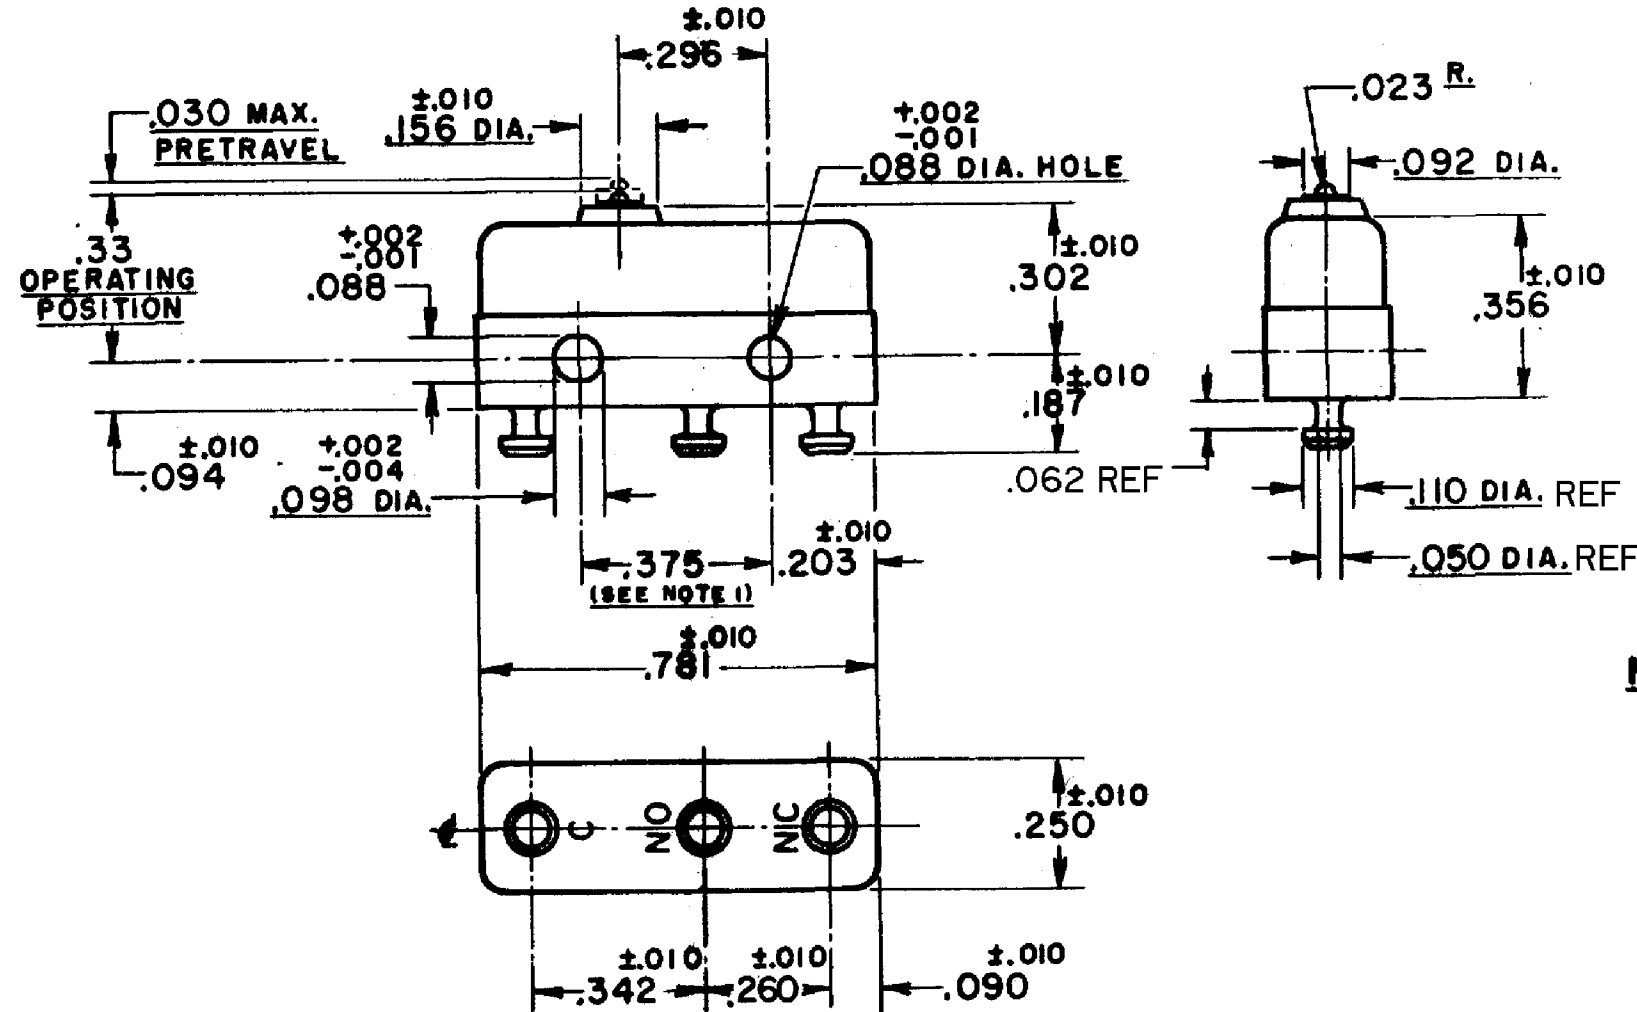 ±.010
.296
.030 MAX.
PRETRAVEL
±.010
.156 DIA.
+.002
-.001
.088 DIA. HOLE
.023 R.
.092 DIA.
.33
OPERATING
POSITION
+.002
-.001
.088
±.010
.302
±.010
.356
±.010
.187
±.010
.094
+.002
-.004
.098 DIA.
.062 REF
.110 DIA. REF
.050 DIA. REF
.375
(SEE NOTE 1)
±.010
.203
±.010
.781
C
NO
NC
±.010
.250
±.010
.342
±.010
.260
±.010
.090